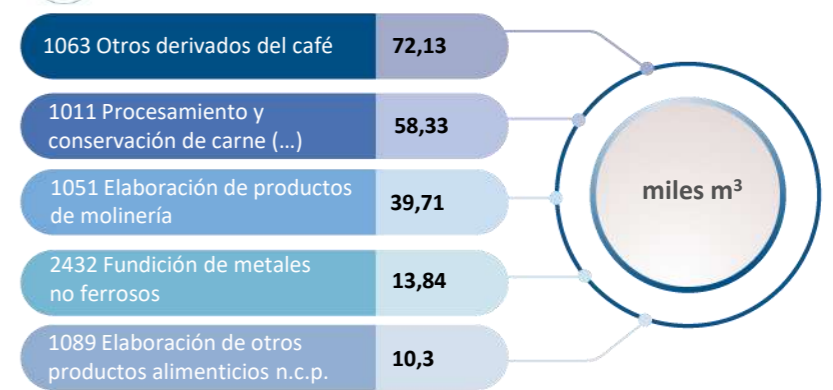 1063 Otros derivados del café
72,13
1011 Procesamiento y
conservación de carne (…)
58,33
1051 Elaboración de productos
de molinería
39,71
2432 Fundición de metales
no ferrosos
13,84
1089 Elaboración de otros
productos alimenticios n.c.p.
10,3
miles m³